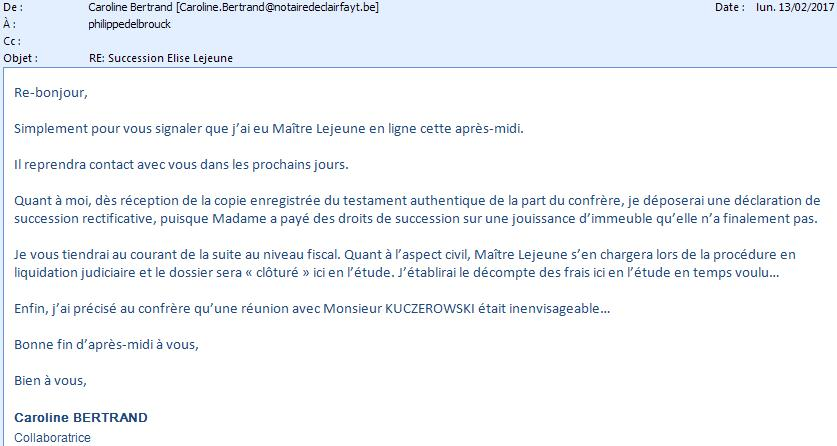 De : Caroline Bertrand [Caroline.Bertrand@notairedeclairfayt.be] Date : lun. 13/02/2017
À : philippedelbrouck
Cc :
Objet : RE: Succession Elise Lejeune
Re-bonjour,
Simplement pour vous signaler que j’ai eu Maître Lejeune en ligne cette après-midi.
Il reprendra contact avec vous dans les prochains jours.
Quant à moi, dès réception de la copie enregistrée du testament authentique de la part du confrère, je déposerai une déclaration de
succession rectificative, puisque Madame a payé des droits de succession sur une jouissance d’immeuble qu’elle n’a finalement pas.
Je vous tiendrai au courant de la suite au niveau fiscal. Quant à l’aspect civil, Maître Lejeune s’en chargera lors de la procédure en
liquidation judiciaire et le dossier sera « clôturé » ici en l’étude. J’établirai le décompte des frais ici en l’étude en temps voulu…
Enfin, j’ai précisé au confrère qu’une réunion avec Monsieur KUCZEROWSKI était inenvisageable…
Bonne fin d’après-midi à vous,
Bien à vous,
Caroline BERTRAND
Collaboratrice